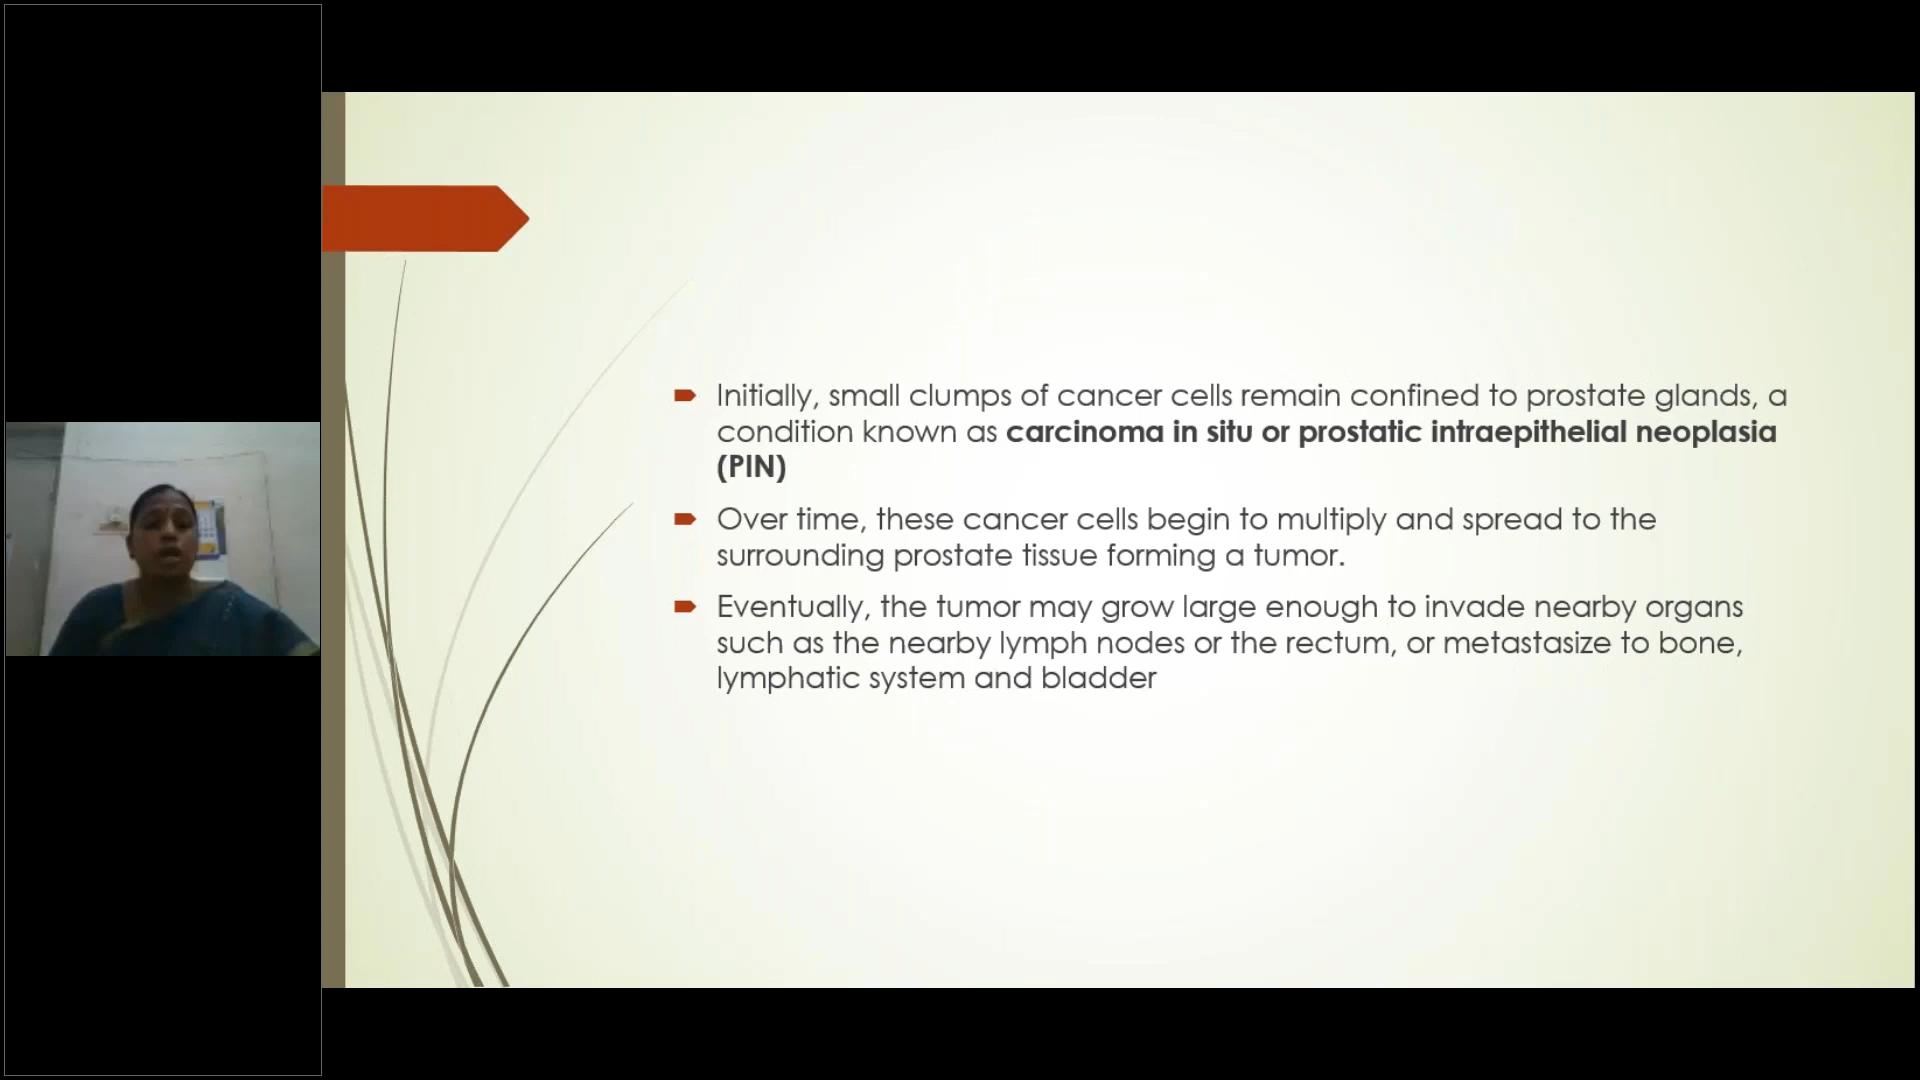 Initially, small clumps of cancer cells remain confined to prostate glands, a
condition known as carcinoma in situ or prostatic intraepithelial neoplasia
(PIN)
Over time, these cancer cells begin to multiply and spread to the
surrounding prostate tissue forming a tumor.
Eventually, the tumor may grow large enough to invade nearby organs
such as the nearby lymph nodes or the rectum, or metastasize to bone,
lymphatic system and bladder